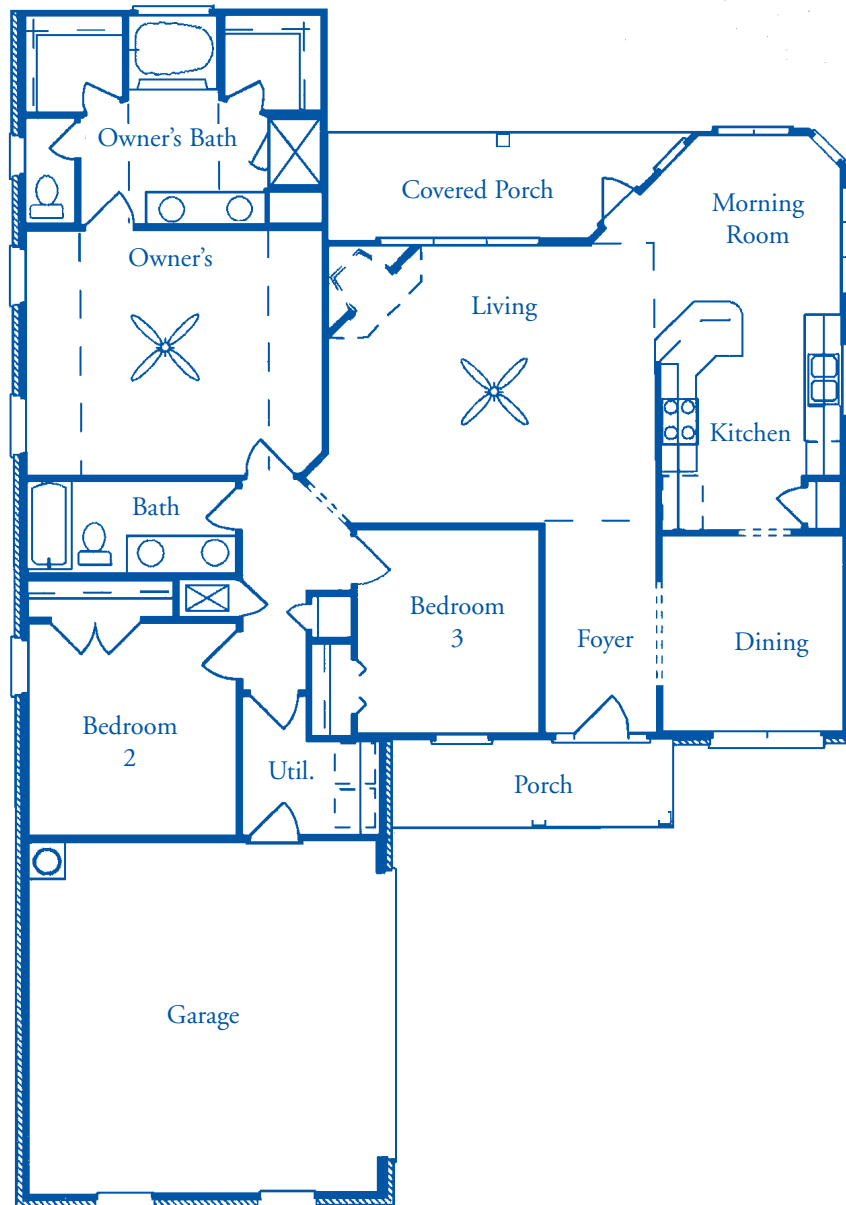 Owner's Bath
Covered Porch
Morning
Room
Owner's
Living
Kitchen
Bath
Bedroom
3
Foyer
Dining
Bedroom
2
Util.
Porch
Garage